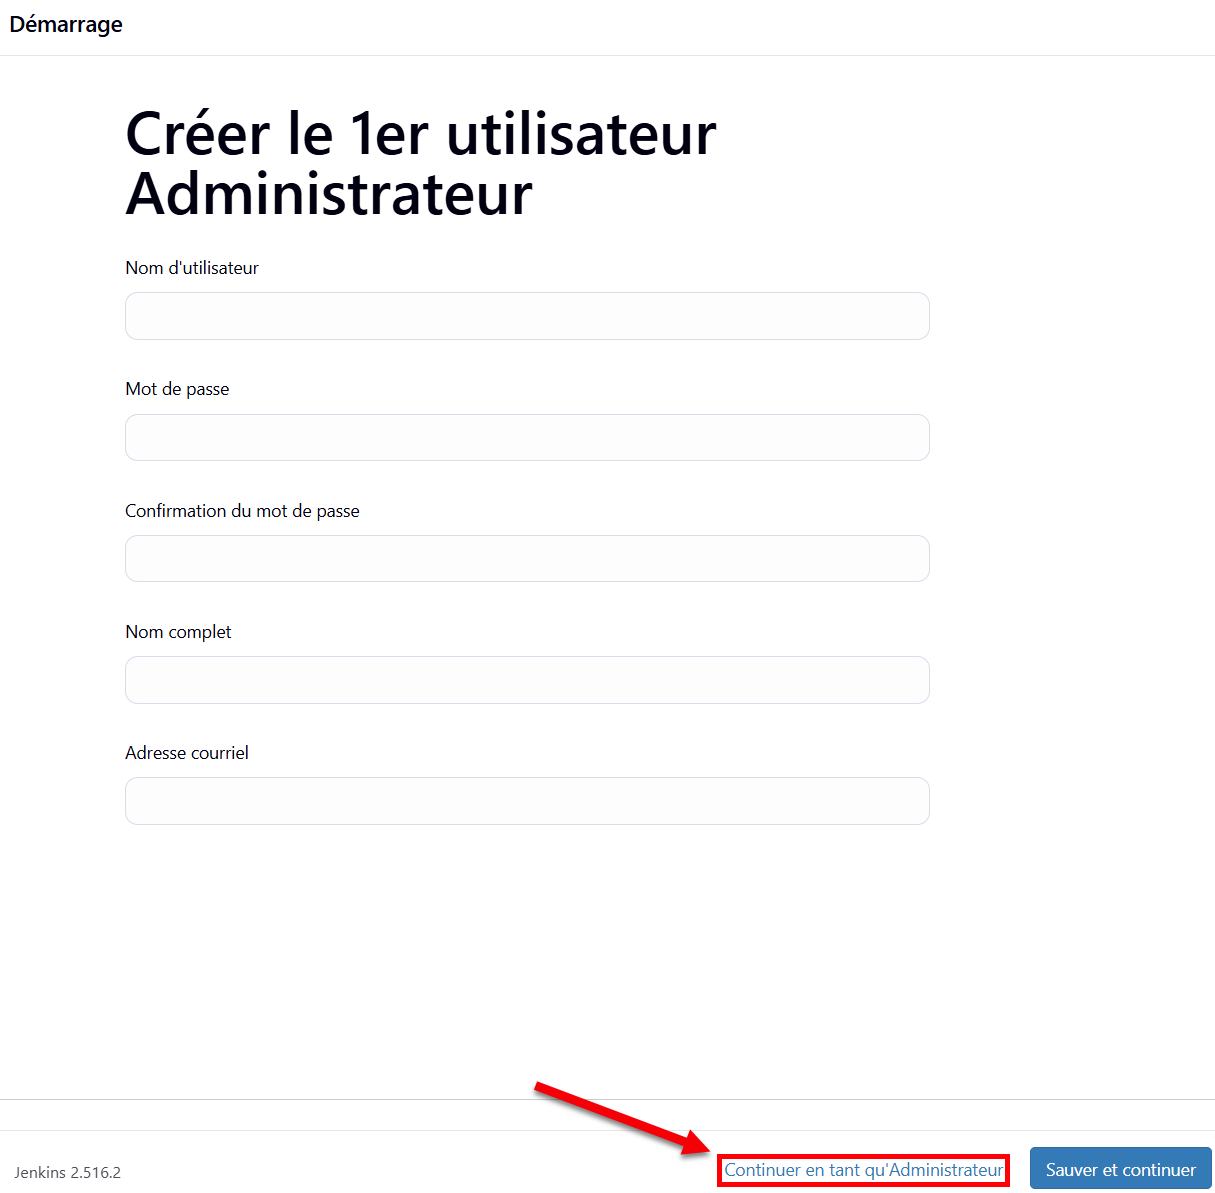 Démarrage
Créer le 1er utilisateur
Administrateur
Nom d'utilisateur
Mot de passe
Confirmation du mot de passe
Nom complet
Adresse courriel
Jenkins 2.516.2
Continuer en tant qu'Administrateur
Sauver et continuer